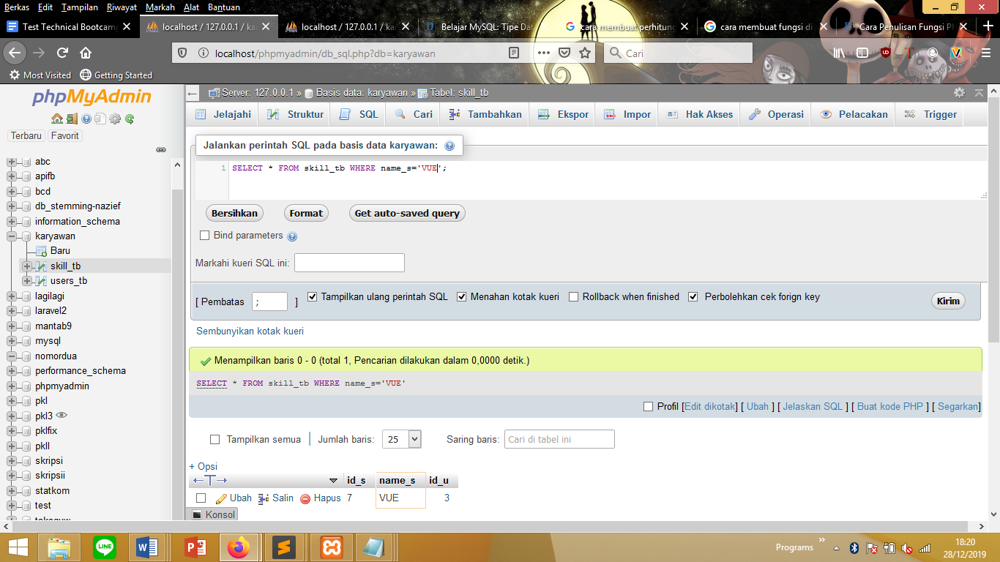 Berkas Edit Tampilan Riwayat Markah Alat Bantuan
Test Technical Bootcamp localhost / 127.0.0.1 / ka localhost / 127.0.0.1 / ka Belajar MySQL: Tipe Dat cara membuat perhitung cara membuat fungsi di Cara Penulisan Fungsi PH
localhost/phpmyadmin/db_sql.php?db=karyawan Cari
Most Visited Getting Started
phpMyAdmin
Terbaru Favorit
abc
apifb
bcd
db_stemming-nazief
information_schema
karyawan
Baru
skill_tb
users_tb
lagilagi
laravel2
mantab9
mysql
nomordua
performance_schema
phpmyadmin
pkl
pkl3
pklfix
pkll
skripsi
skripsii
statkom
test
Server: 127.0.0.1 » Basis data: karyawan » Tabel: skill_tb
Jelajahi Struktur SQL Cari Tambahkan Ekspor Impor Hak Akses Operasi Pelacakan Trigger
Jalankan perintah SQL pada basis data karyawan:
1 SELECT * FROM skill_tb WHERE name_s='VUE';
Bersihkan Format Get auto-saved query
Bind parameters
Markahi kueri SQL ini:
[ Pembatas ; ] Tampilkan ulang perintah SQL Menahan kotak kueri Rollback when finished Perbolehkan cek forign key Kirim
Sembunyikan kotak kueri
Menampilkan baris 0 - 0 (total 1, Pencarian dilakukan dalam 0,0000 detik.)
SELECT * FROM skill_tb WHERE name_s='VUE'
Profil [Edit dikotak] [ Ubah ] [ Jelaskan SQL ] [ Buat kode PHP ] [ Segarkan]
Tampilkan semua Jumlah baris: 25 Saring baris: Cari di tabel ini
+ Opsi
←T→ id_s name_s id_u
Ubah Salin Hapus 7 VUE 3
Konsol
LINE Programs » 18:20
28/12/2019